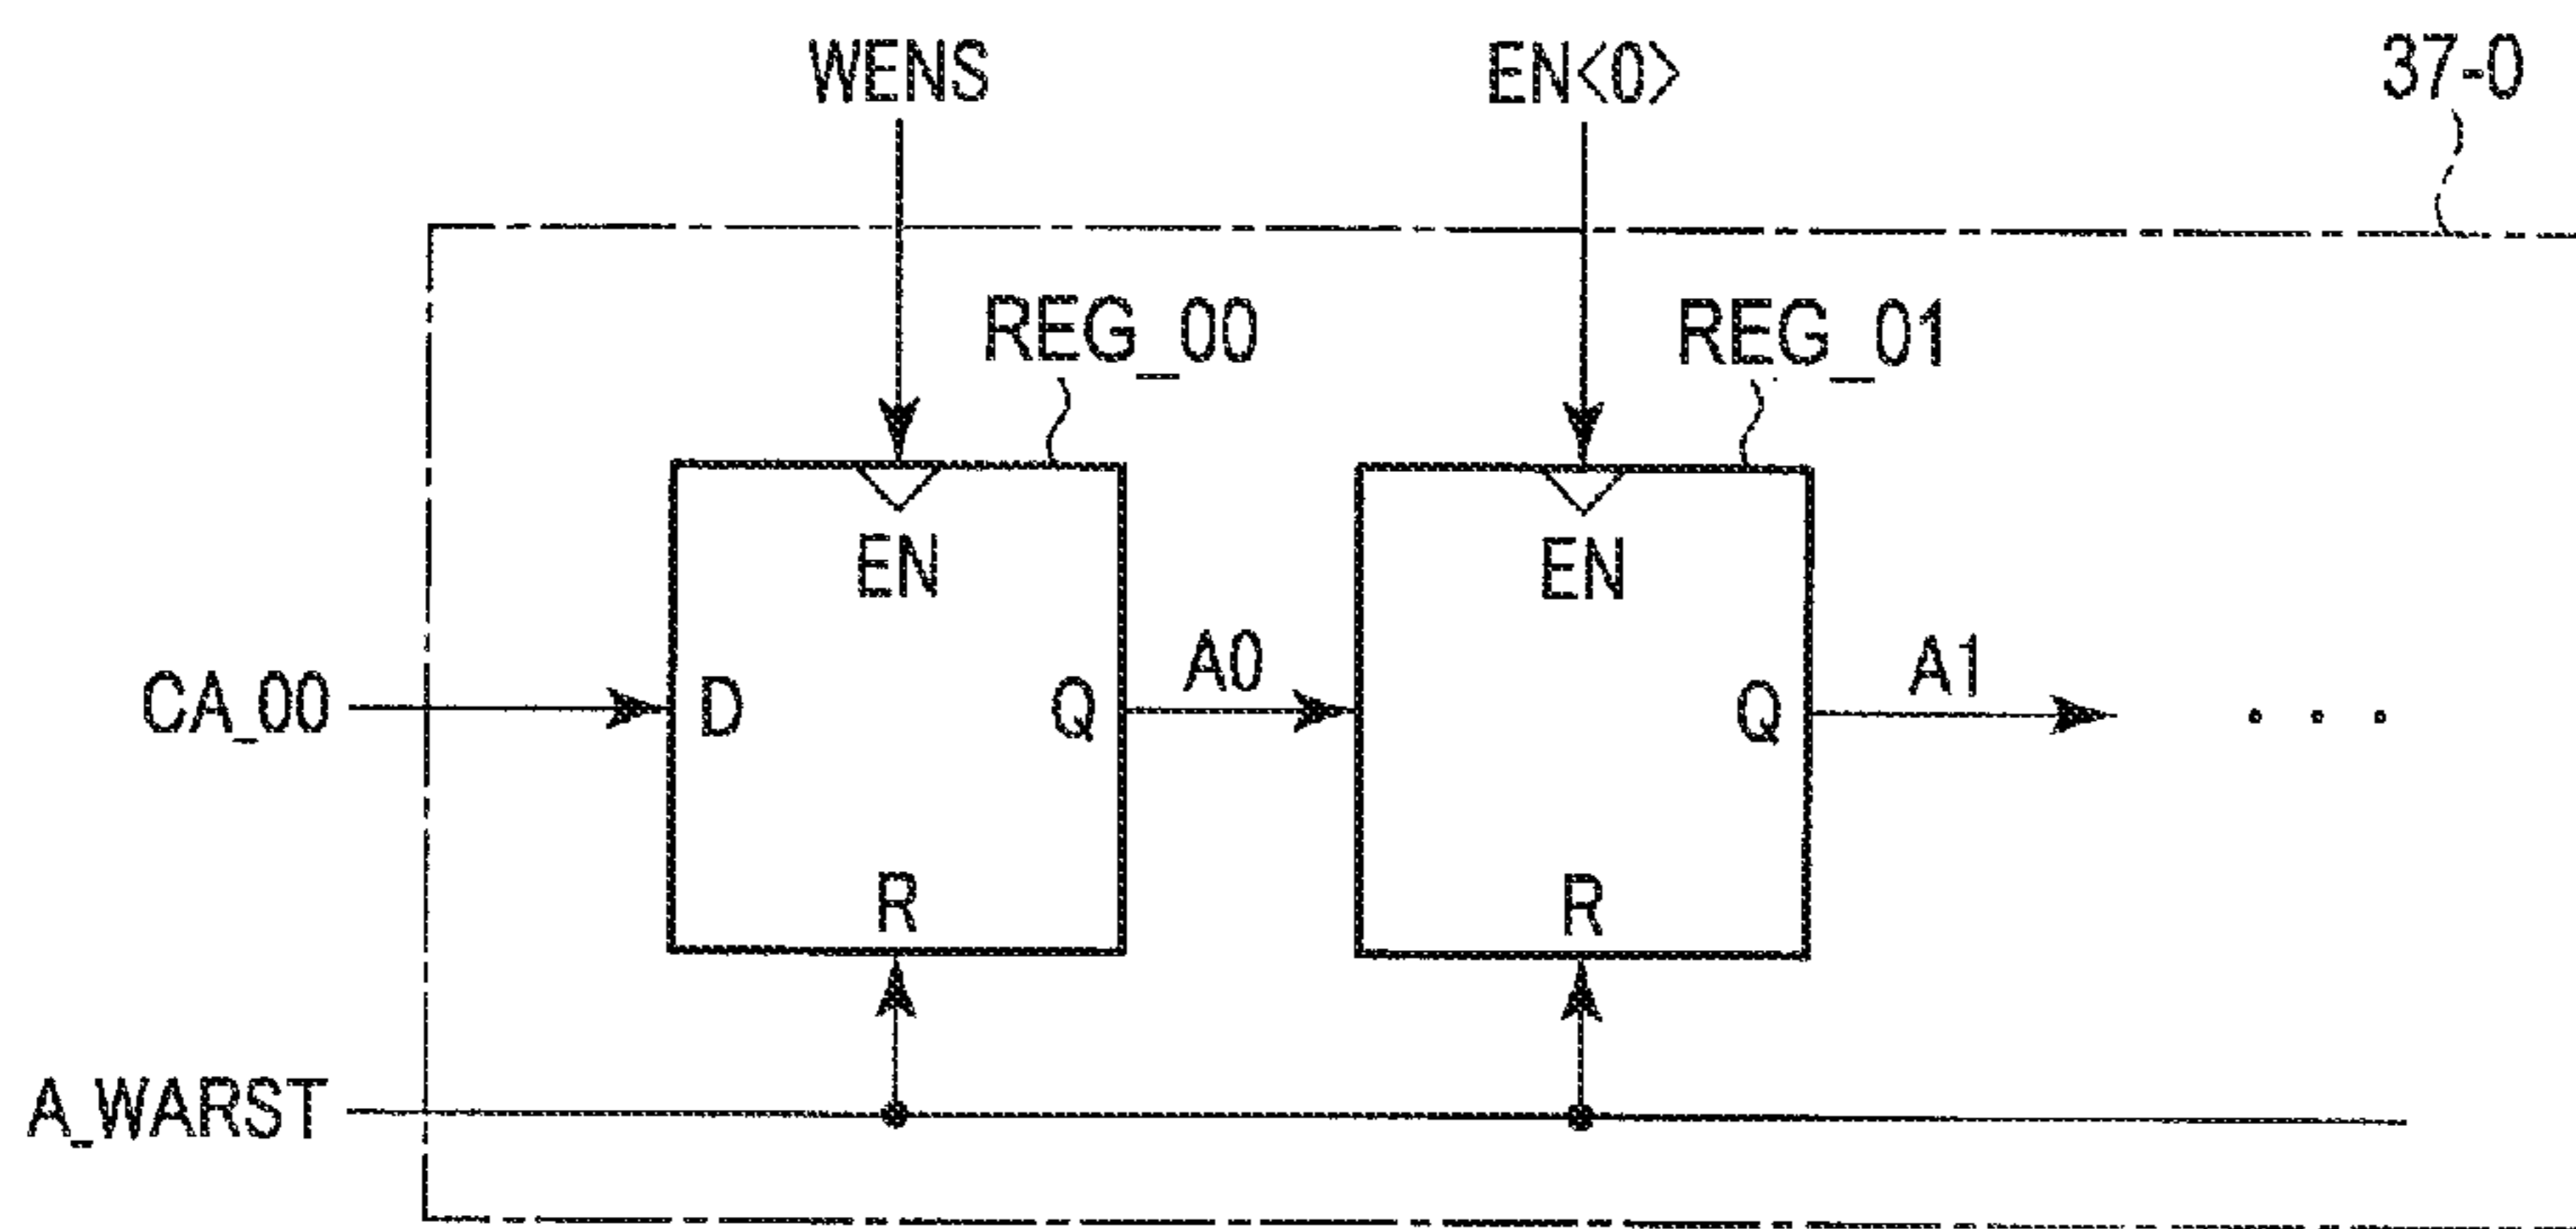 WENS EN<0> 37-0
REG_00 REG_01
EN EN
CA_00 D Q A0 Q A1 . . .
R R
A_WARST